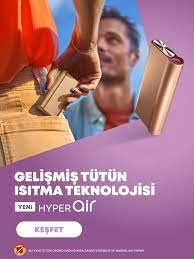 GELİŞMİŞ TÜTÜN
ISITMA TEKNOLOJİSİ
YENİ HYPER air
KEŞFET